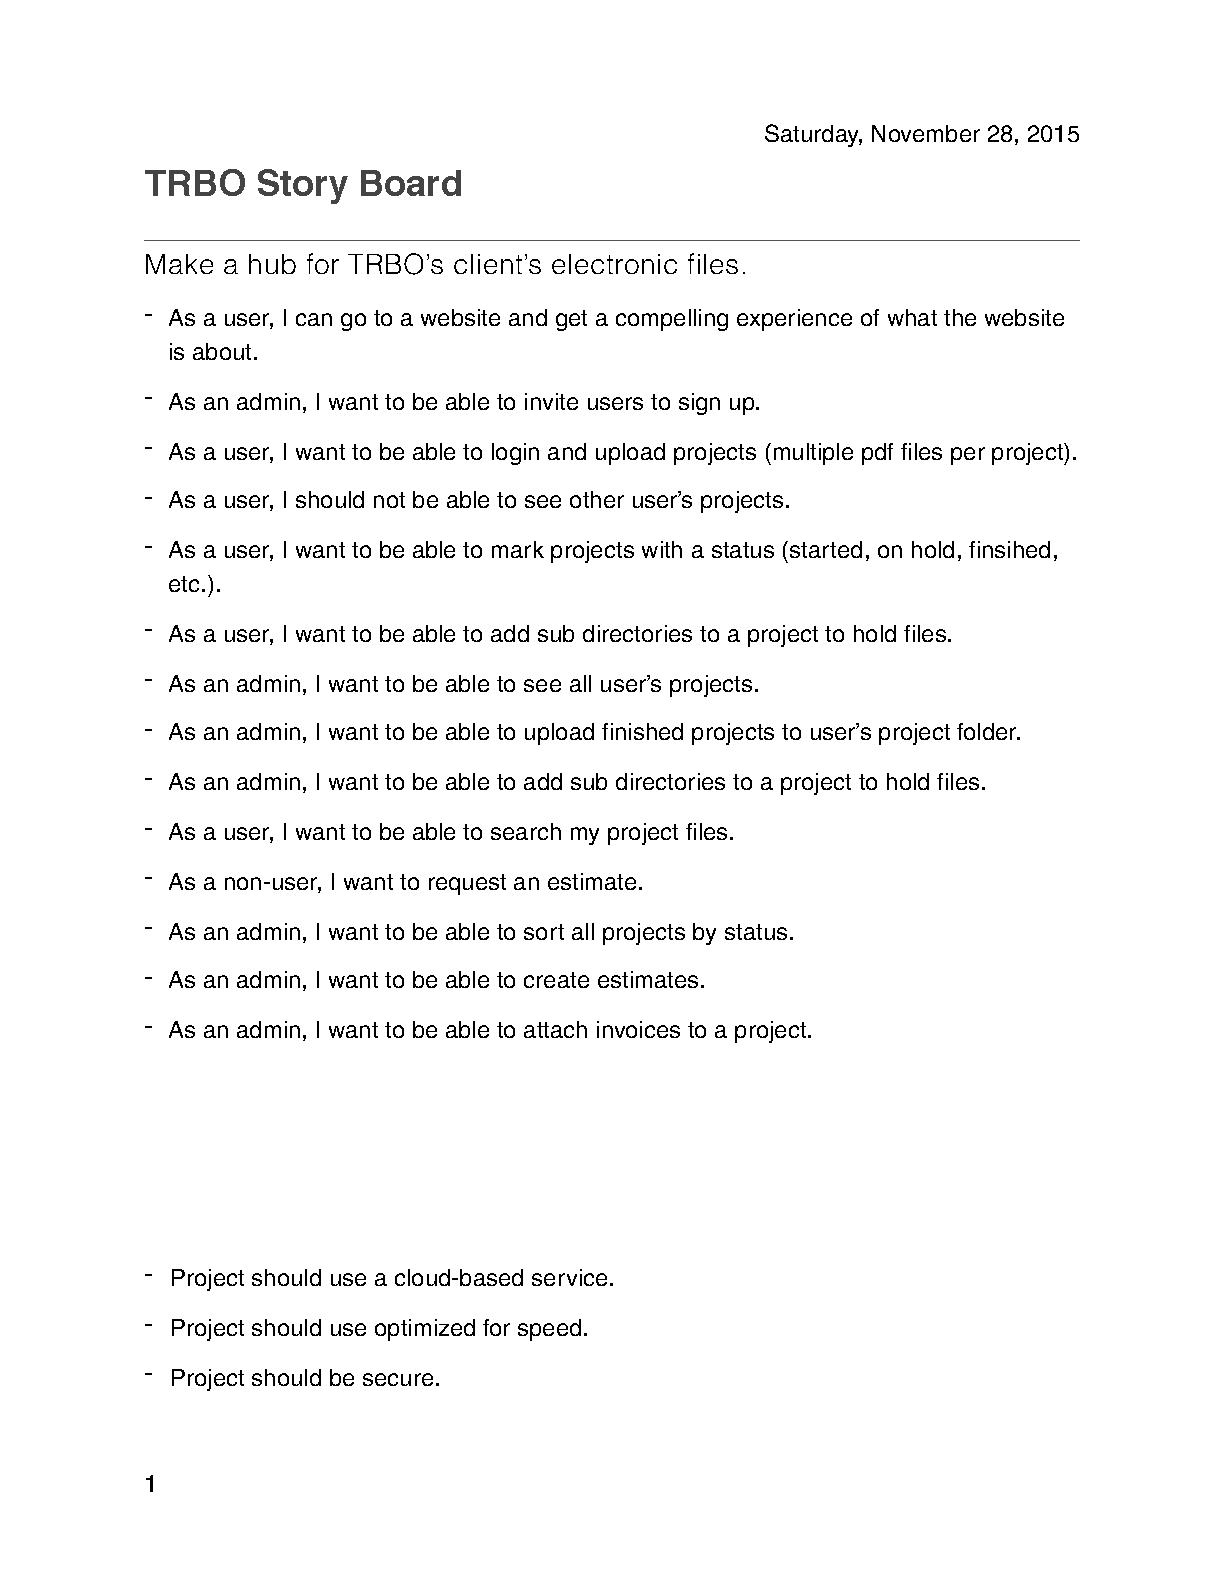 Saturday, November 28, 2015
TRBO Story Board
Make a hub for TRBO’s client’s electronic files.
- As a user, I can go to a website and get a compelling experience of what the website
is about.
- As an admin, I want to be able to invite users to sign up.
- As a user, I want to be able to login and upload projects (multiple pdf files per project).
- As a user, I should not be able to see other user’s projects.
- As a user, I want to be able to mark projects with a status (started, on hold, finsihed,
etc.).
- As a user, I want to be able to add sub directories to a project to hold files.
- As an admin, I want to be able to see all user’s projects.
- As an admin, I want to be able to upload finished projects to user’s project folder.
- As an admin, I want to be able to add sub directories to a project to hold files.
- As a user, I want to be able to search my project files.
- As a non-user, I want to request an estimate.
- As an admin, I want to be able to sort all projects by status.
- As an admin, I want to be able to create estimates.
- As an admin, I want to be able to attach invoices to a project.
- Project should use a cloud-based service.
- Project should use optimized for speed.
- Project should be secure.
1